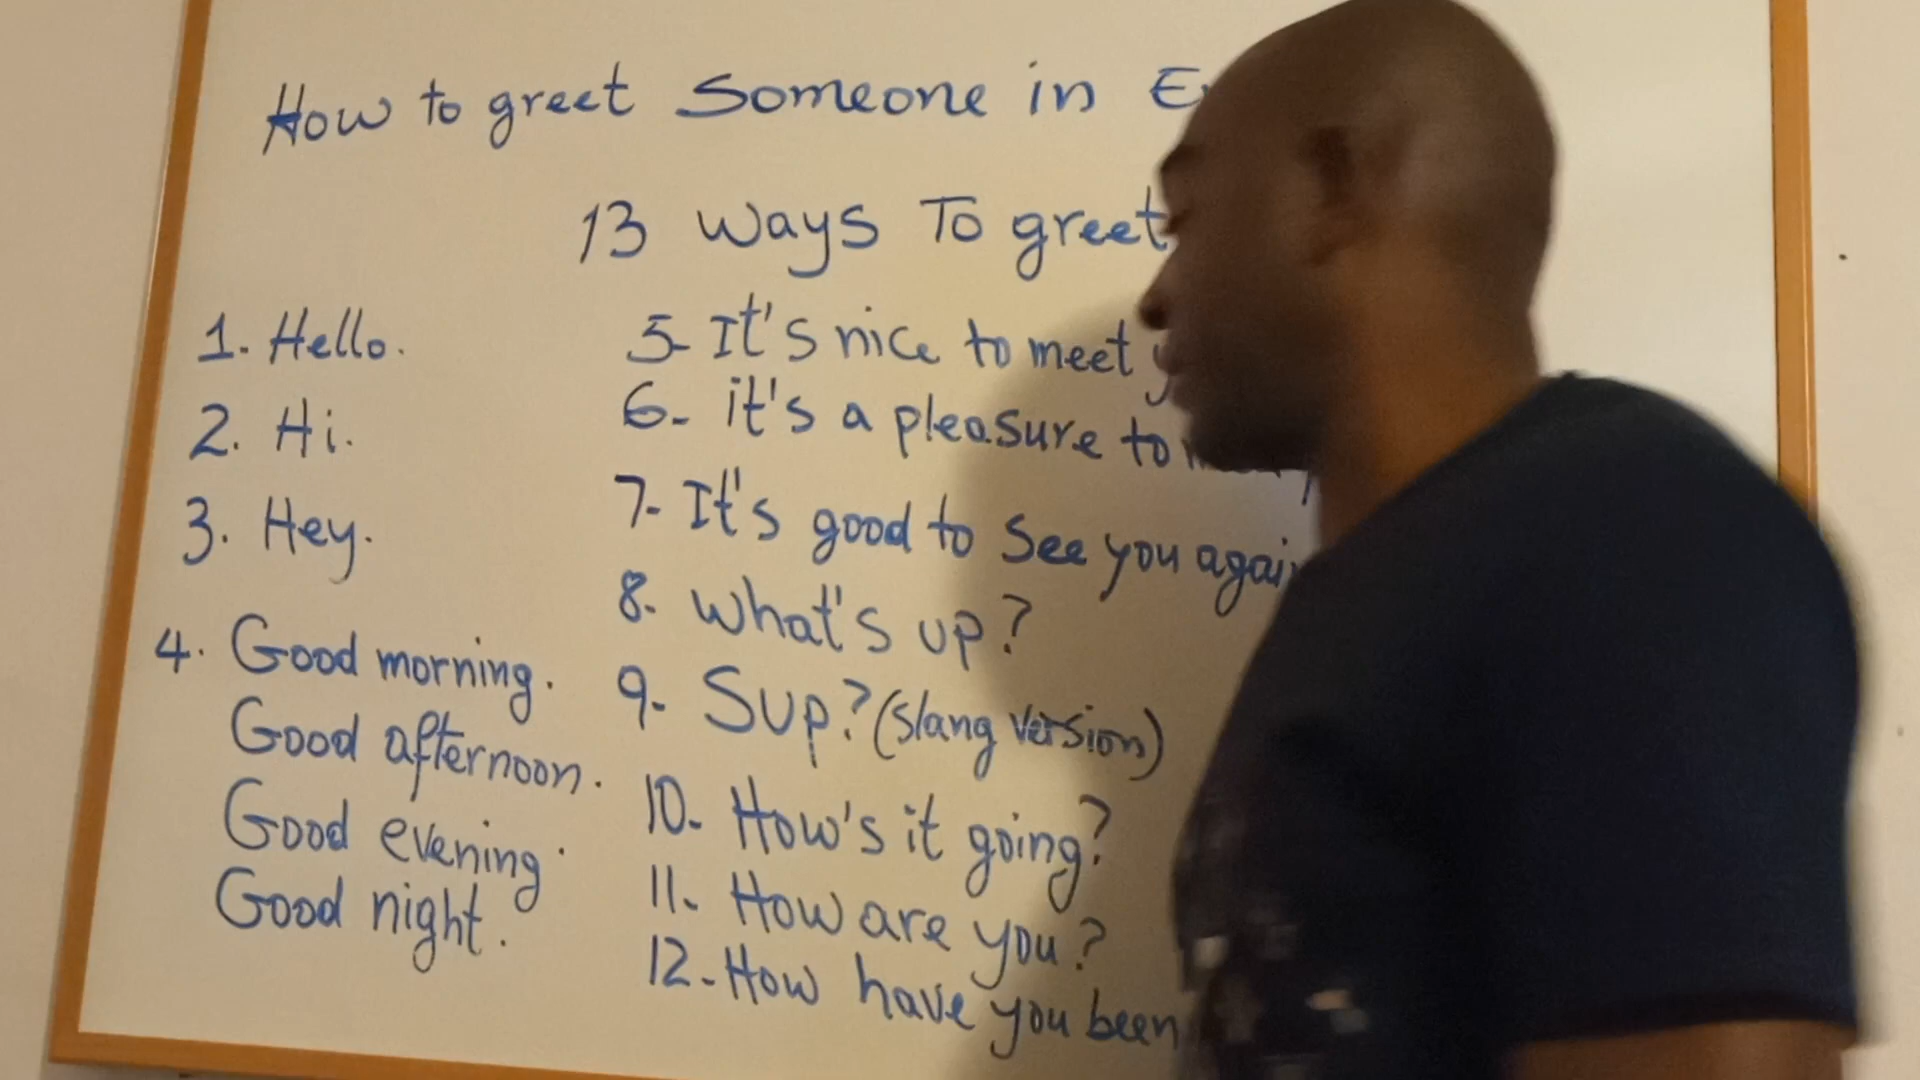 How to greet Someone in
13 Ways To greet
1. Hello.
2. Hi.
3. Hey.
4. Good morning.
Good afternoon.
Good evening.
Good night.
5- It's nice to meet
6- it's a pleasure to
7- It's good to See you again
8. What's up?
9- Sup? (slang version)
10. How's it going?
11. How are you?
12. How have you been